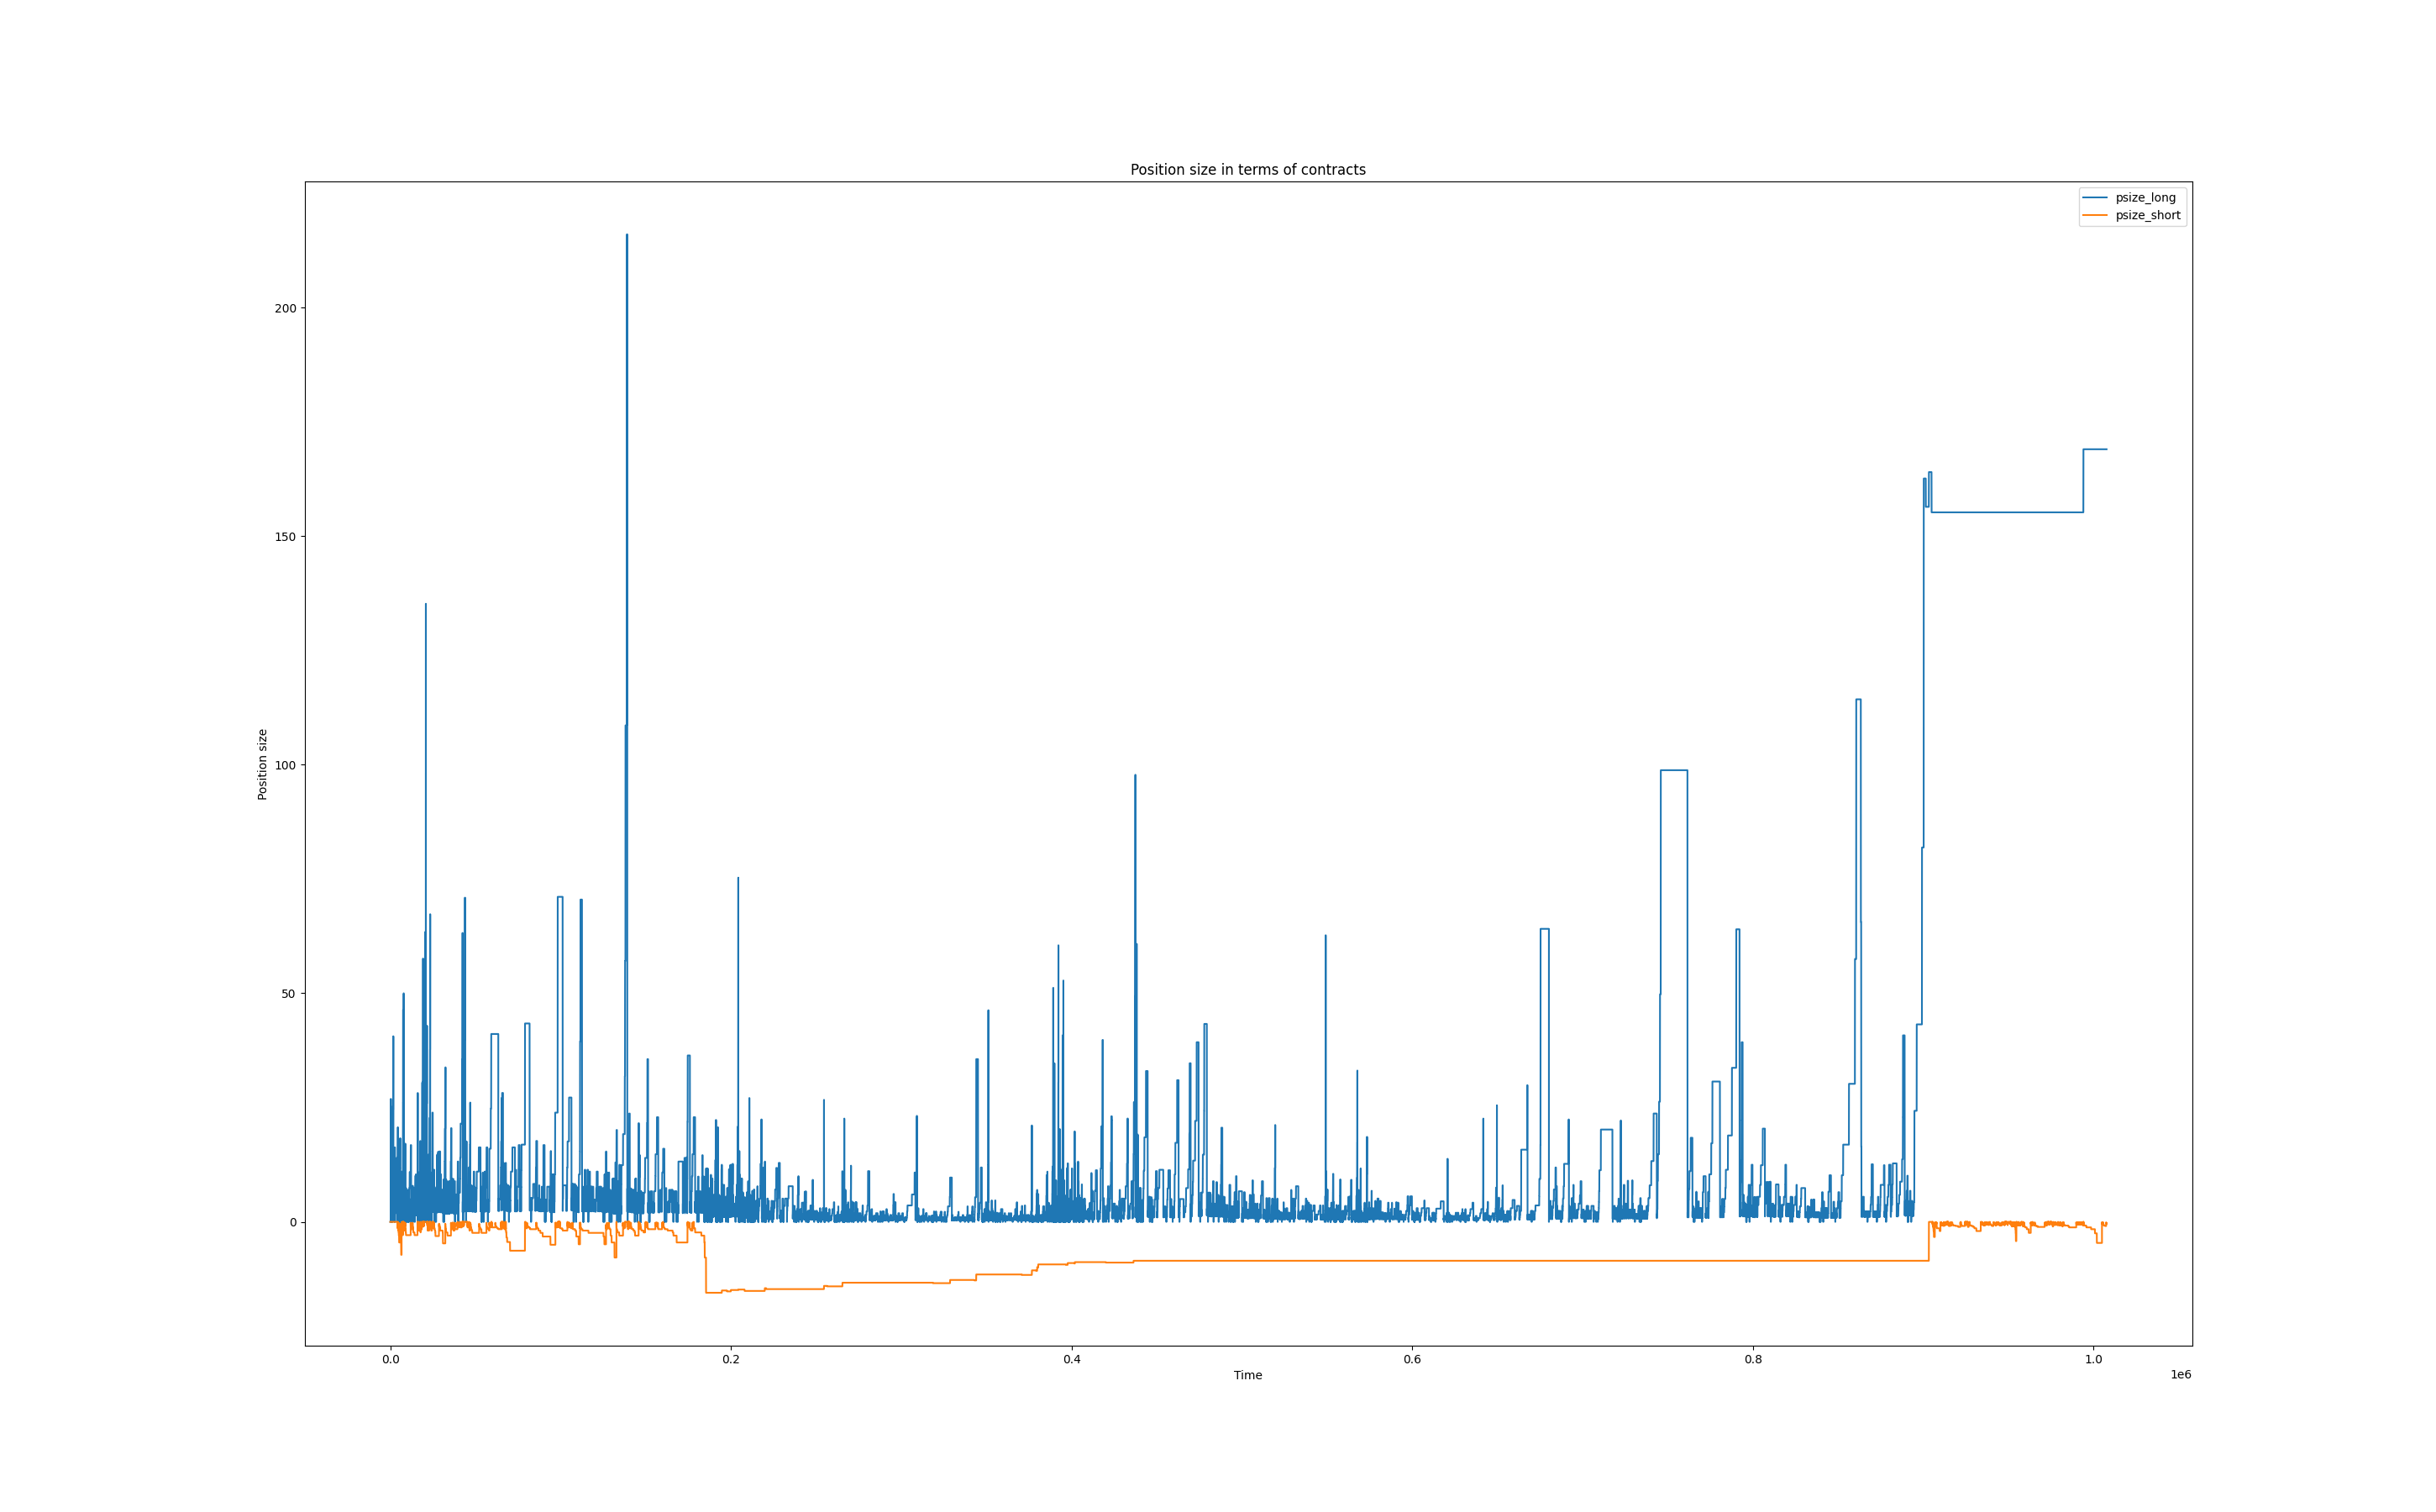 Position size in terms of contracts
psize_long
psize_short
200
150
100
50
0
Position size
0.0 0.2 0.4 0.6 0.8 1.0
Time
1e6